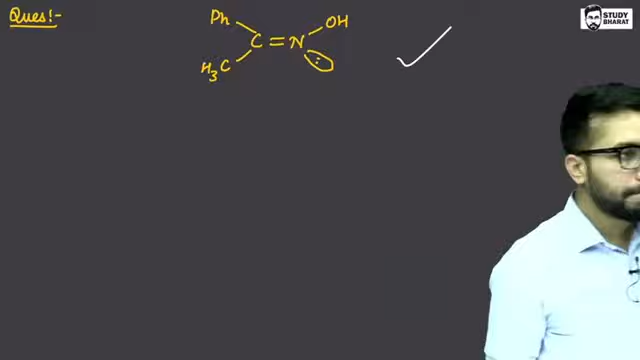 Ques:-
Ph
OH
C = N
H3C
STUDY
BHARAT